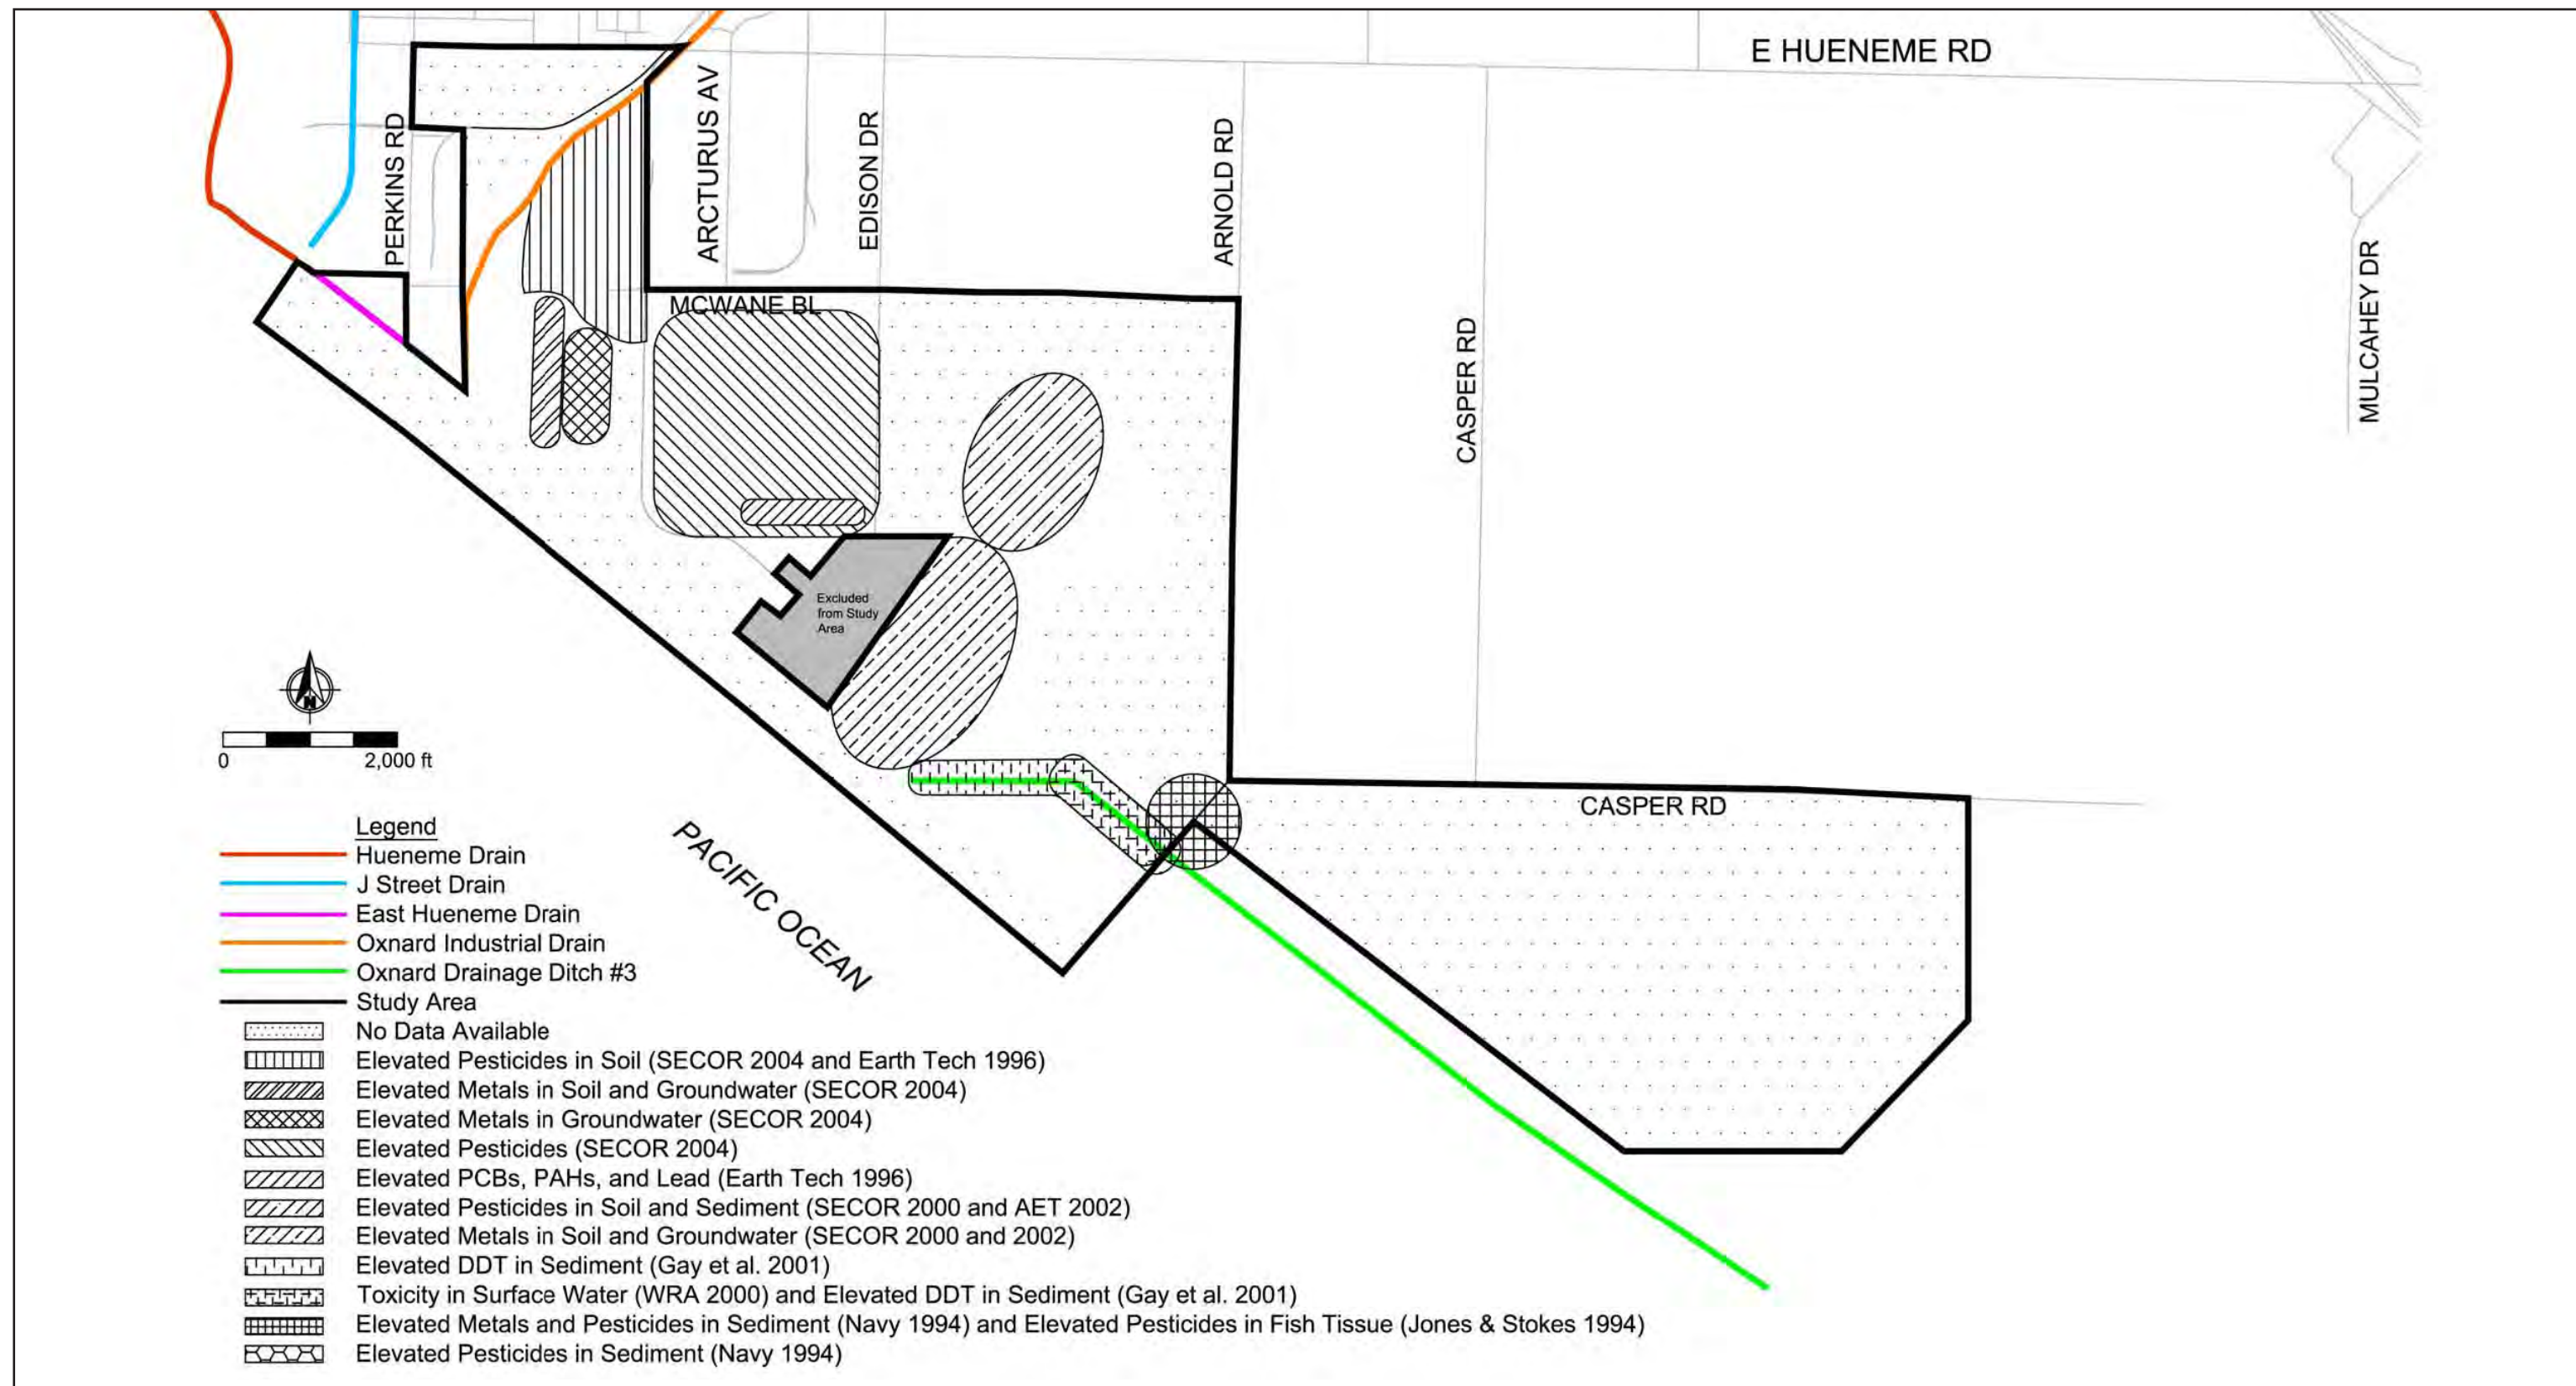 E HUENEME RD
PERKINS RD
ARCTURUS AV
EDISON DR
ARNOLD RD
CASPER RD
MULCAHEY DR
MCWANE BL
Excluded
from Study
Area
N
0 2,000 ft
CASPER RD
PACIFIC OCEAN
Legend
Hueneme Drain
J Street Drain
East Hueneme Drain
Oxnard Industrial Drain
Oxnard Drainage Ditch #3
Study Area
No Data Available
Elevated Pesticides in Soil (SECOR 2004 and Earth Tech 1996)
Elevated Metals in Soil and Groundwater (SECOR 2004)
Elevated Metals in Groundwater (SECOR 2004)
Elevated Pesticides (SECOR 2004)
Elevated PCBs, PAHs, and Lead (Earth Tech 1996)
Elevated Pesticides in Soil and Sediment (SECOR 2000 and AET 2002)
Elevated Metals in Soil and Groundwater (SECOR 2000 and 2002)
Elevated DDT in Sediment (Gay et al. 2001)
Toxicity in Surface Water (WRA 2000) and Elevated DDT in Sediment (Gay et al. 2001)
Elevated Metals and Pesticides in Sediment (Navy 1994) and Elevated Pesticides in Fish Tissue (Jones & Stokes 1994)
Elevated Pesticides in Sediment (Navy 1994)